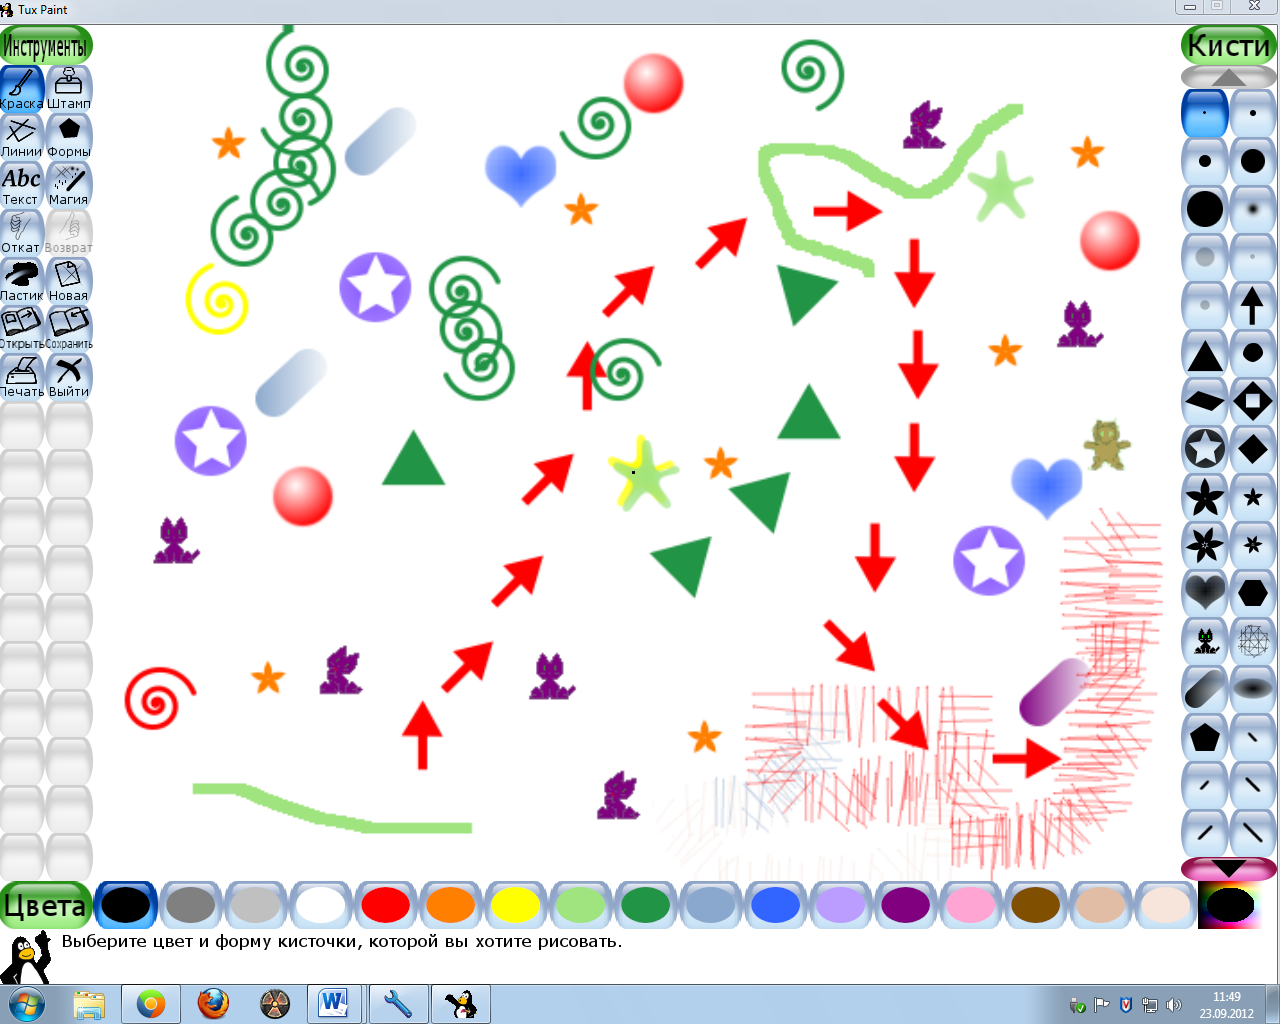 Tux Paint
Инструменты
Кисти
Краска
Штамп
Линии
Формы
Abc
Текст
Магия
Откат
Возврат
Ластик
Новая
Открыть
Сохранить
Печать
Выйти
Цвета
Выберите цвет и форму кисточки, которой вы хотите рисовать.
W
11:49
23.09.2012